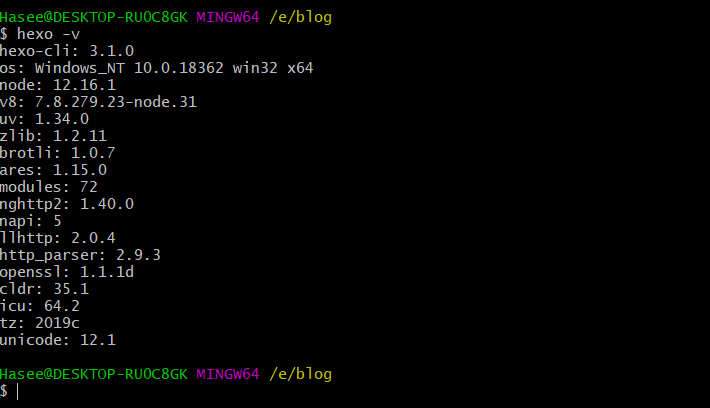 Hasee@DESKTOP-RUOC8GK MINGW64 /e/blog
$ hexo -v
hexo-cli: 3.1.0
os: Windows_NT 10.0.18362 win32 x64
node: 12.16.1
v8: 7.8.279.23-node.31
uv: 1.34.0
zlib: 1.2.11
brotli: 1.0.7
ares: 1.15.0
modules: 72
nghttp2: 1.40.0
napi: 5
llhttp: 2.0.4
http_parser: 2.9.3
openssl: 1.1.1d
cldr: 35.1
icu: 64.2
tz: 2019c
unicode: 12.1
Hasee@DESKTOP-RUOC8GK MINGW64 /e/blog
$